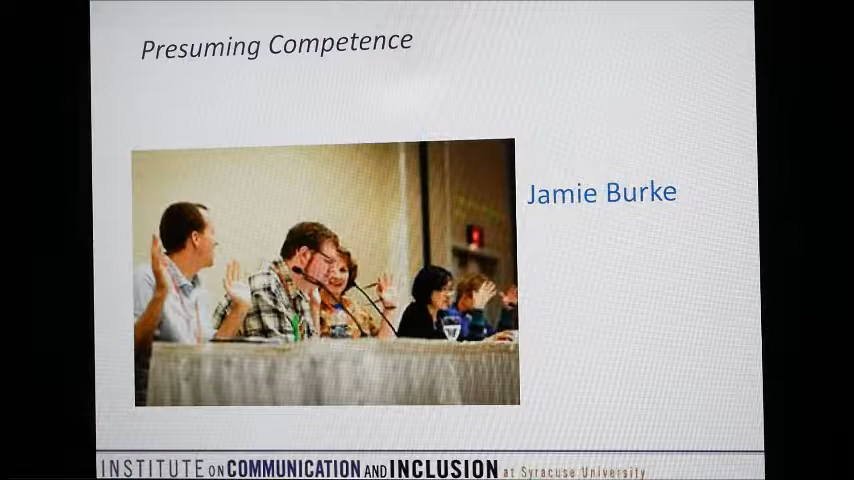 Presuming Competence
Jamie Burke
INSTITUTE ON COMMUNICATION AND INCLUSION at Syracuse University